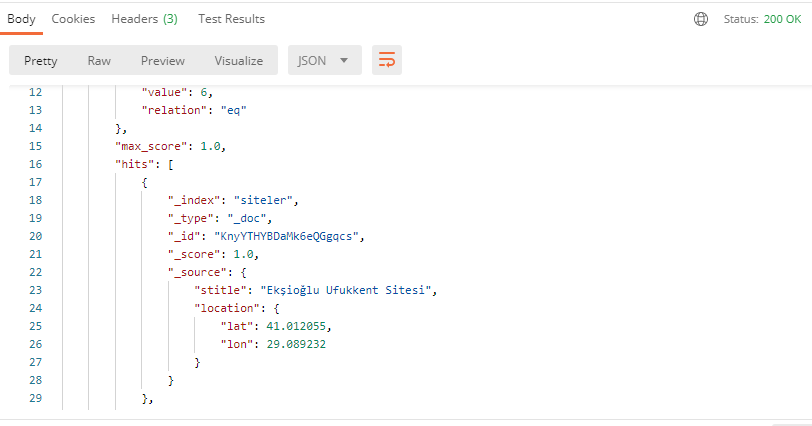 Body Cookies Headers (3) Test Results Status: 200 OK
Pretty Raw Preview Visualize JSON
12 "value": 6,
13 "relation": "eq"
14 },
15 "max_score": 1.0,
16 "hits": [
17 {
18 "_index": "siteler",
19 "_type": "_doc",
20 "_id": "KnyYTHYBDaMk6eQGgqcs",
21 "_score": 1.0,
22 "_source": {
23 "stitle": "Ekşioğlu Ufukkent Sitesi",
24 "location": {
25 "lat": 41.012055,
26 "lon": 29.089232
27 }
28 }
29 },